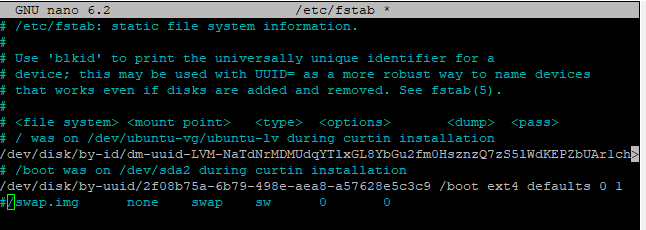 GNU nano 6.2 /etc/fstab *
# /etc/fstab: static file system information.
#
# Use 'blkid' to print the universally unique identifier for a
# device; this may be used with UUID= as a more robust way to name devices
# that works even if disks are added and removed. See fstab(5).
#
# <file system> <mount point> <type> <options> <dump> <pass>
# / was on /dev/ubuntu-vg/ubuntu-lv during curtin installation
/dev/disk/by-id/dm-uuid-LVM-NaTdNrMDMUdqYTlxGL8YbGu2fm0HsznzQ7zS5lWdKEPZbUAr1ch>
# /boot was on /dev/sda2 during curtin installation
/dev/disk/by-uuid/2f08b75a-6b79-498e-aea8-a57628e5c3c9 /boot ext4 defaults 0 1
#/swap.img none swap sw 0 0